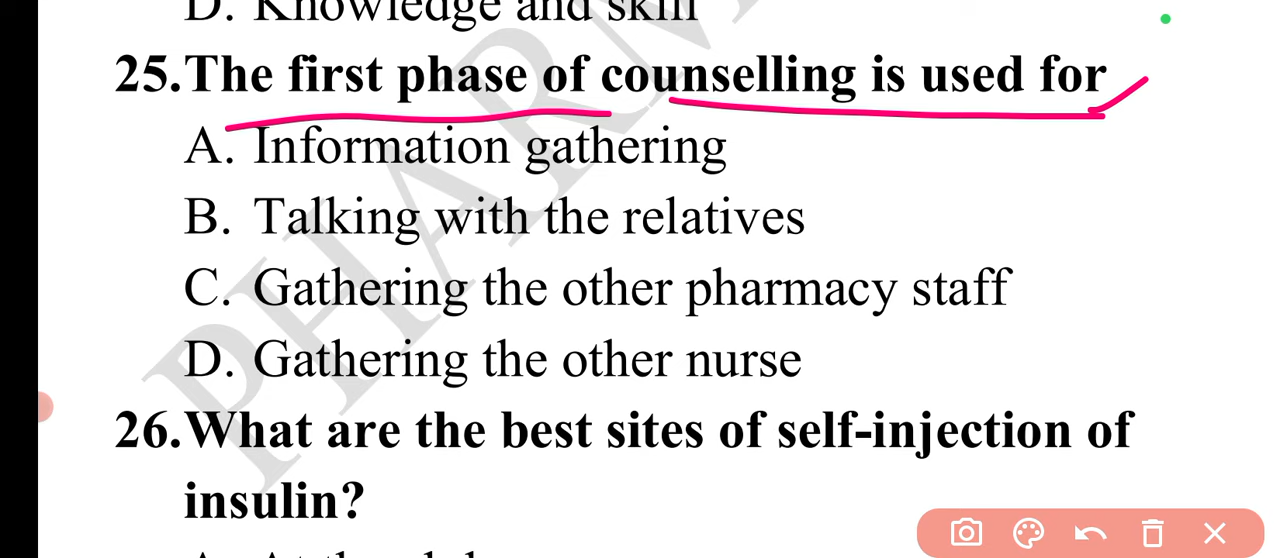 D. Knowledge and skill
25.The first phase of counselling is used for
A. Information gathering
B. Talking with the relatives
C. Gathering the other pharmacy staff
D. Gathering the other nurse
26.What are the best sites of self-injection of
insulin?